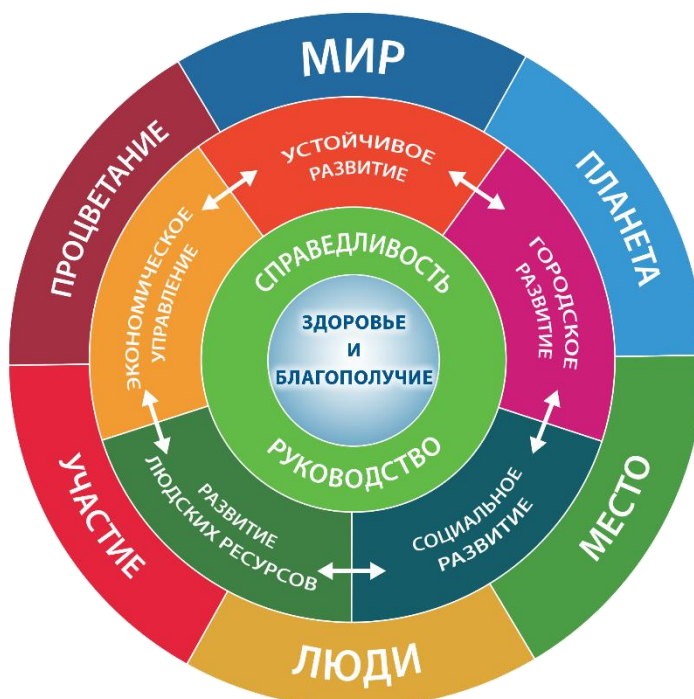 МИР
ПЛАНЕТА
МЕСТО
ЛЮДИ
УЧАСТИЕ
ПРОЦВЕТАНИЕ
УСТОЙЧИВОЕ
РАЗВИТИЕ
ГОРОДСКОЕ
РАЗВИТИЕ
СОЦИАЛЬНОЕ
РАЗВИТИЕ
РАЗВИТИЕ
ЛЮДСКИХ РЕСУРСОВ
ЭКОНОМИЧЕСКОЕ
УПРАВЛЕНИЕ
СПРАВЕДЛИВОСТЬ
РУКОВОДСТВО
ЗДОРОВЬЕ
И
БЛАГОПОЛУЧИЕ